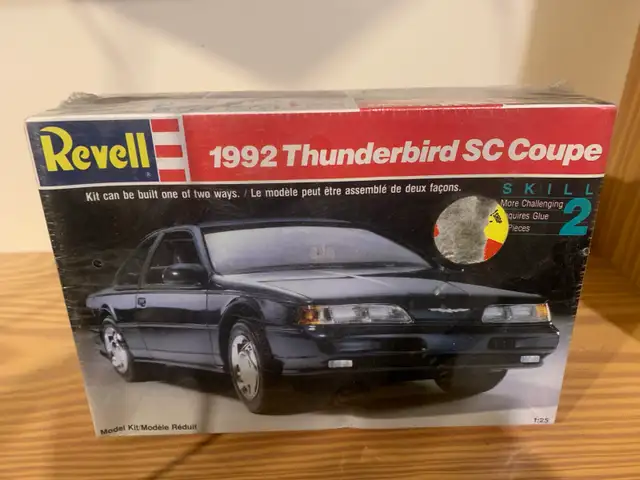 Revell
1992 Thunderbird SC Coupe
Kit can be built one of two ways. / Le modèle peut être assemblé de deux façons.
SKILL
2
More Challenging
quires Glue
Pieces
Model Kit/Modèle Réduit
1:25